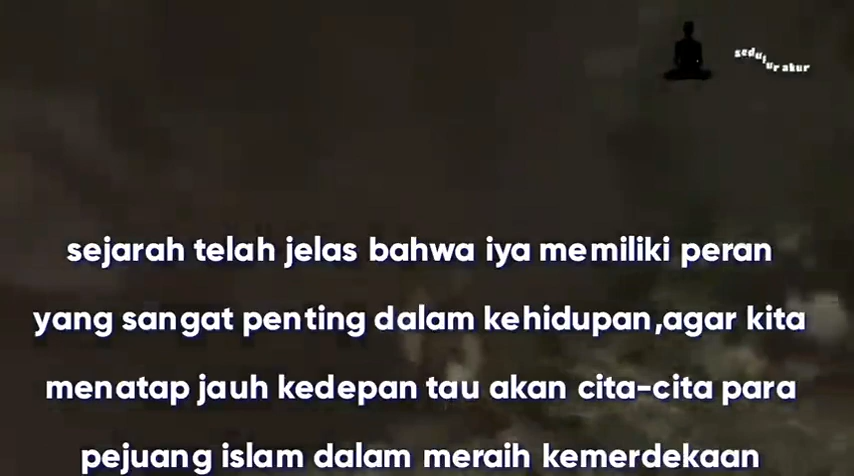 sedulur akur
sejarah telah jelas bahwa iya memiliki peran
yang sangat penting dalam kehidupan,agar kita
menatap jauh kedepan tau akan cita-cita para
pejuang islam dalam meraih kemerdekaan